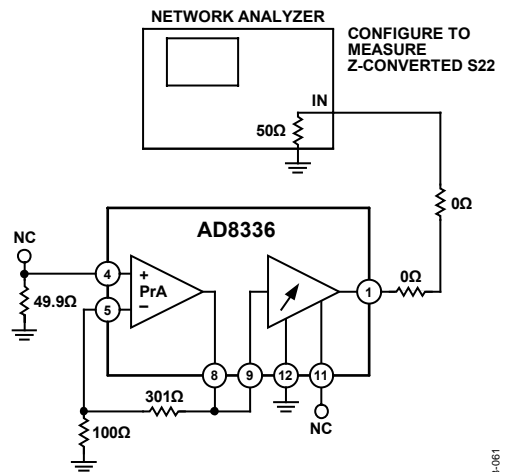 NETWORK ANALYZER
CONFIGURE TO
MEASURE
Z-CONVERTED S22
IN
50Ω
0Ω
AD8336
NC
4
+
PrA
5
–
49.9Ω
1
0Ω
8
9
12
11
301Ω
100Ω
NC